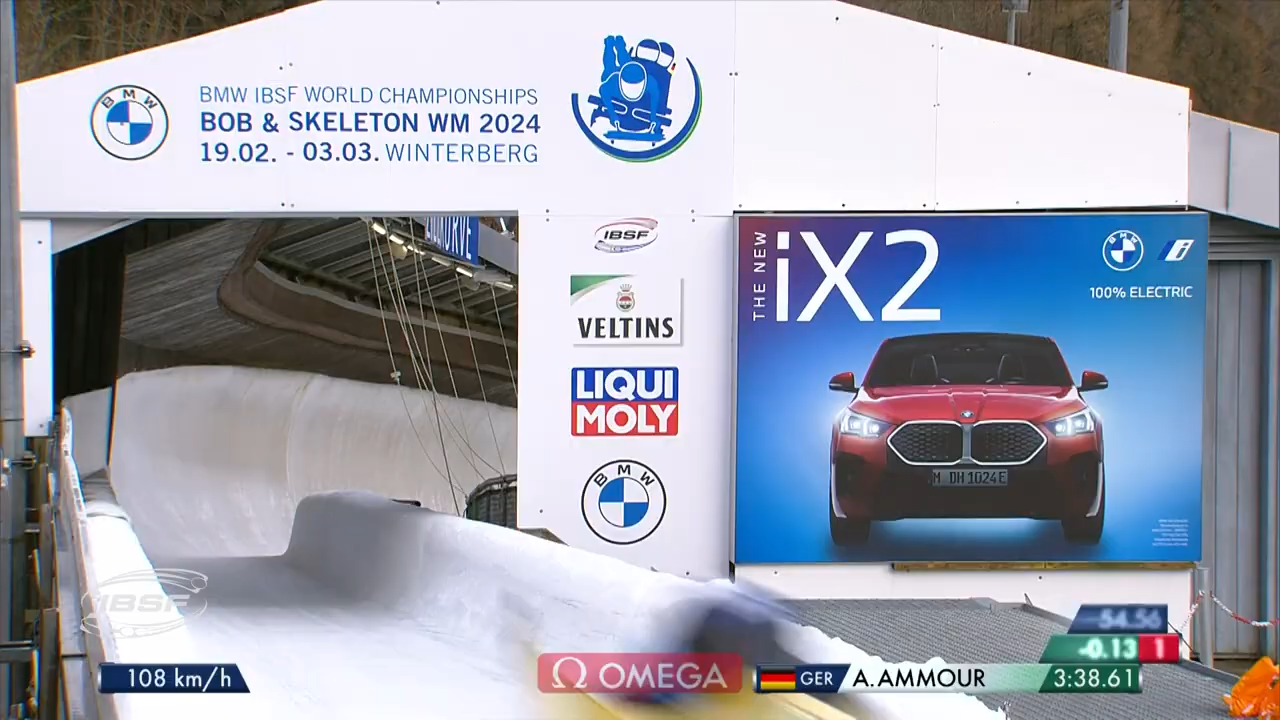 BMW
BMW IBSF WORLD CHAMPIONSHIPS
BOB & SKELETON WM 2024
19.02. - 03.03. WINTERBERG
IBSF
VELTINS
LIQUI
MOLY
BMW
THE NEW
iX2
BMW
i
100% ELECTRIC
M DH 1024E
IBSF
108 km/h
Ω OMEGA
GER
A.AMMOUR
54.56
-0.13
1
3:38.61